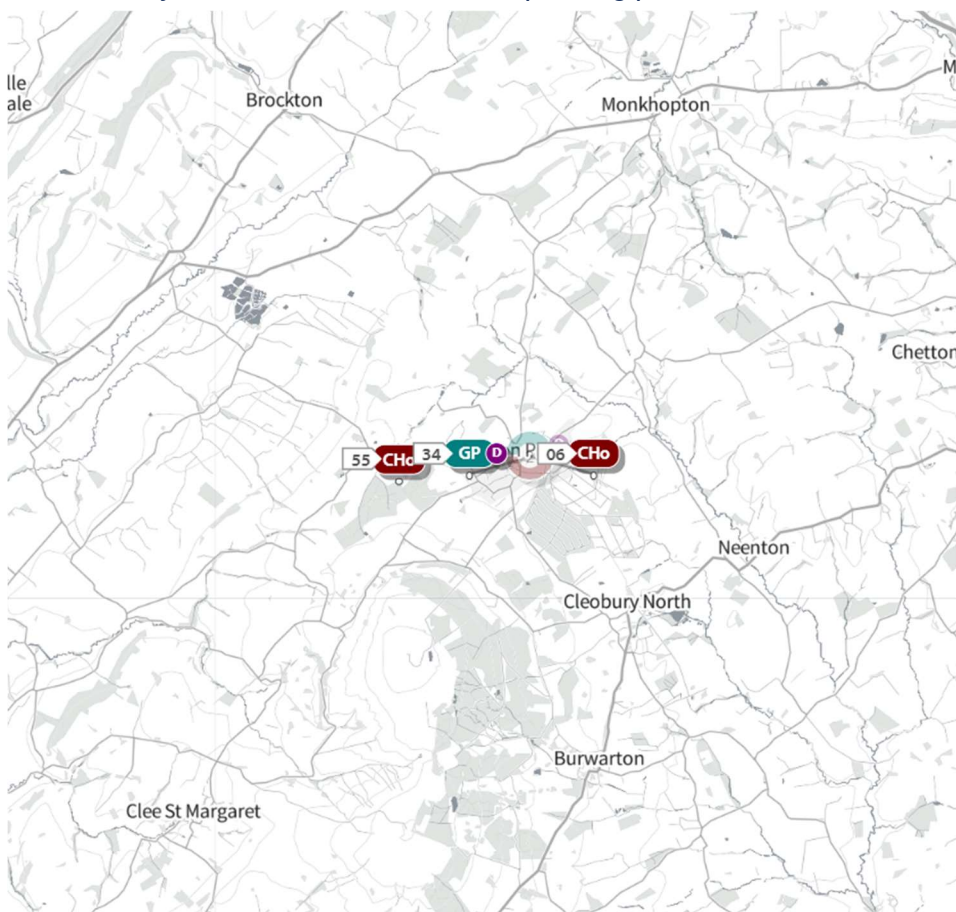 lle
ale
Brockton
Monkhopton
M
Chetton
55 CHo
34 GP D
n P
06 CHo
Neenton
Cleobury North
Burwarton
Clee St Margaret